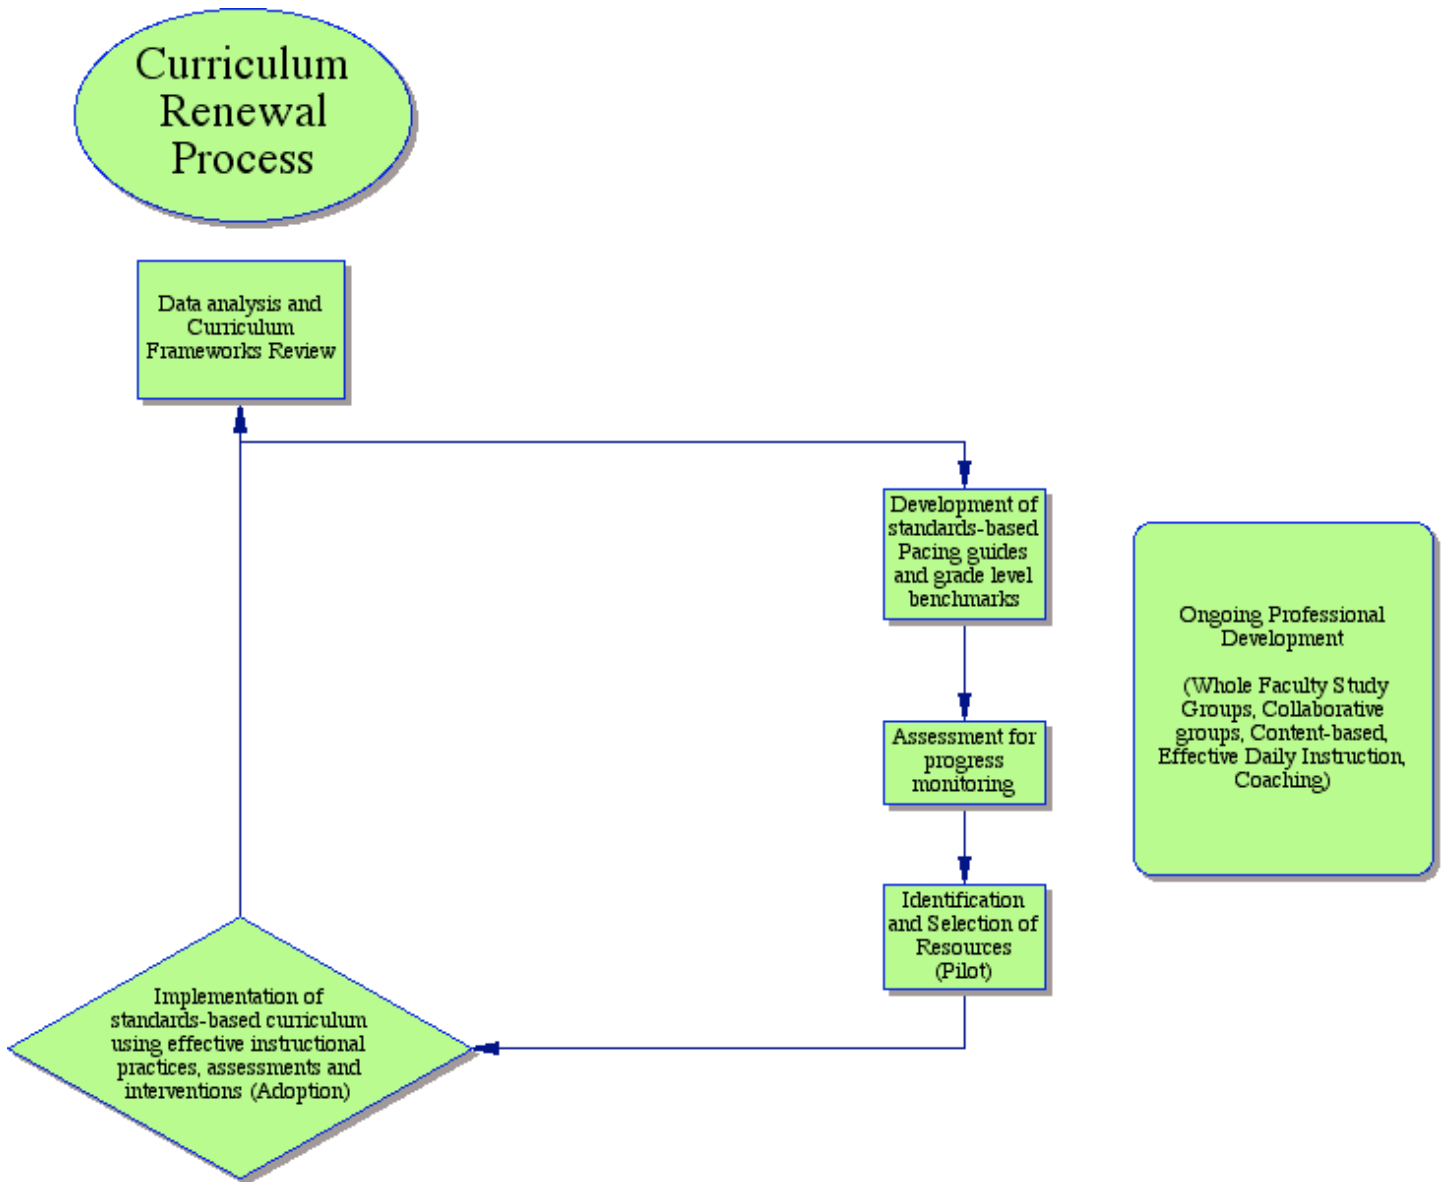 Curriculum
Renewal
Process
Data analysis and
Curriculum
Frameworks Review
Development of
standards-based
Pacing guides
and grade level
benchmarks
Assessment for
progress
monitoring
Identification
and Selection of
Resources
(Pilot)
Implementation of
standards-based curriculum
using effective instructional
practices, assessments and
interventions (Adoption)
Ongoing Professional
Development
(Whole Faculty Study
Groups, Collaborative
groups, Content-based,
Effective Daily Instruction,
Coaching)